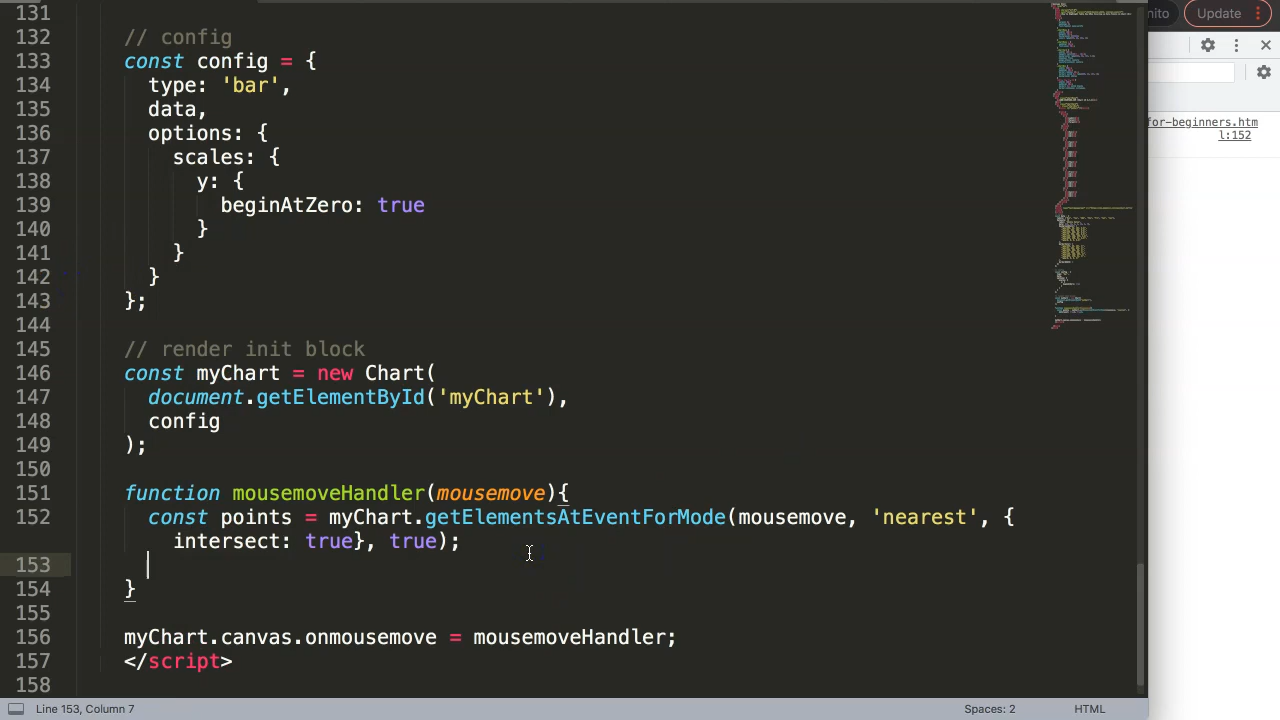 131
nito
Update
132 // config
133 const config = {
134 type: 'bar',
135 data,
for-beginners.htm
l:152
136 options: {
137 scales: {
138 y: {
139 beginAtZero: true
140 }
141 }
142 }
143 };
144
145 // render init block
146 const myChart = new Chart(
147 document.getElementById('myChart'),
148 config
149 );
150
151 function mousemoveHandler(mousemove){
152 const points = myChart.getElementsAtEventForMode(mousemove, 'nearest', {
intersect: true}, true);
153
154 }
155
156 myChart.canvas.onmousemove = mousemoveHandler;
157 </script>
158
Line 153, Column 7
Spaces: 2
HTML